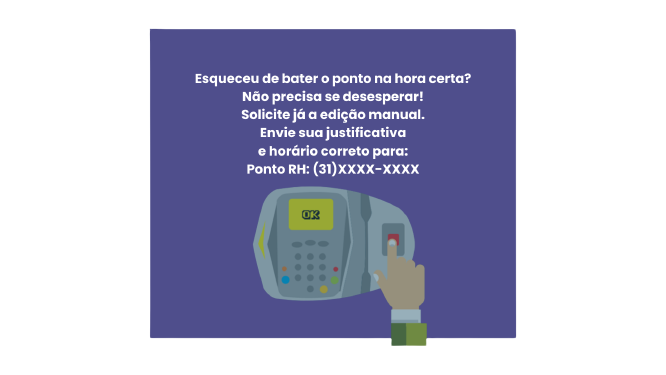 Esqueceu de bater o ponto na hora certa?
Não precisa se desesperar!
Solicite já a edição manual.
Envie sua justificativa
e horário correto para:
Ponto RH: (31)XXXX-XXXX
OK